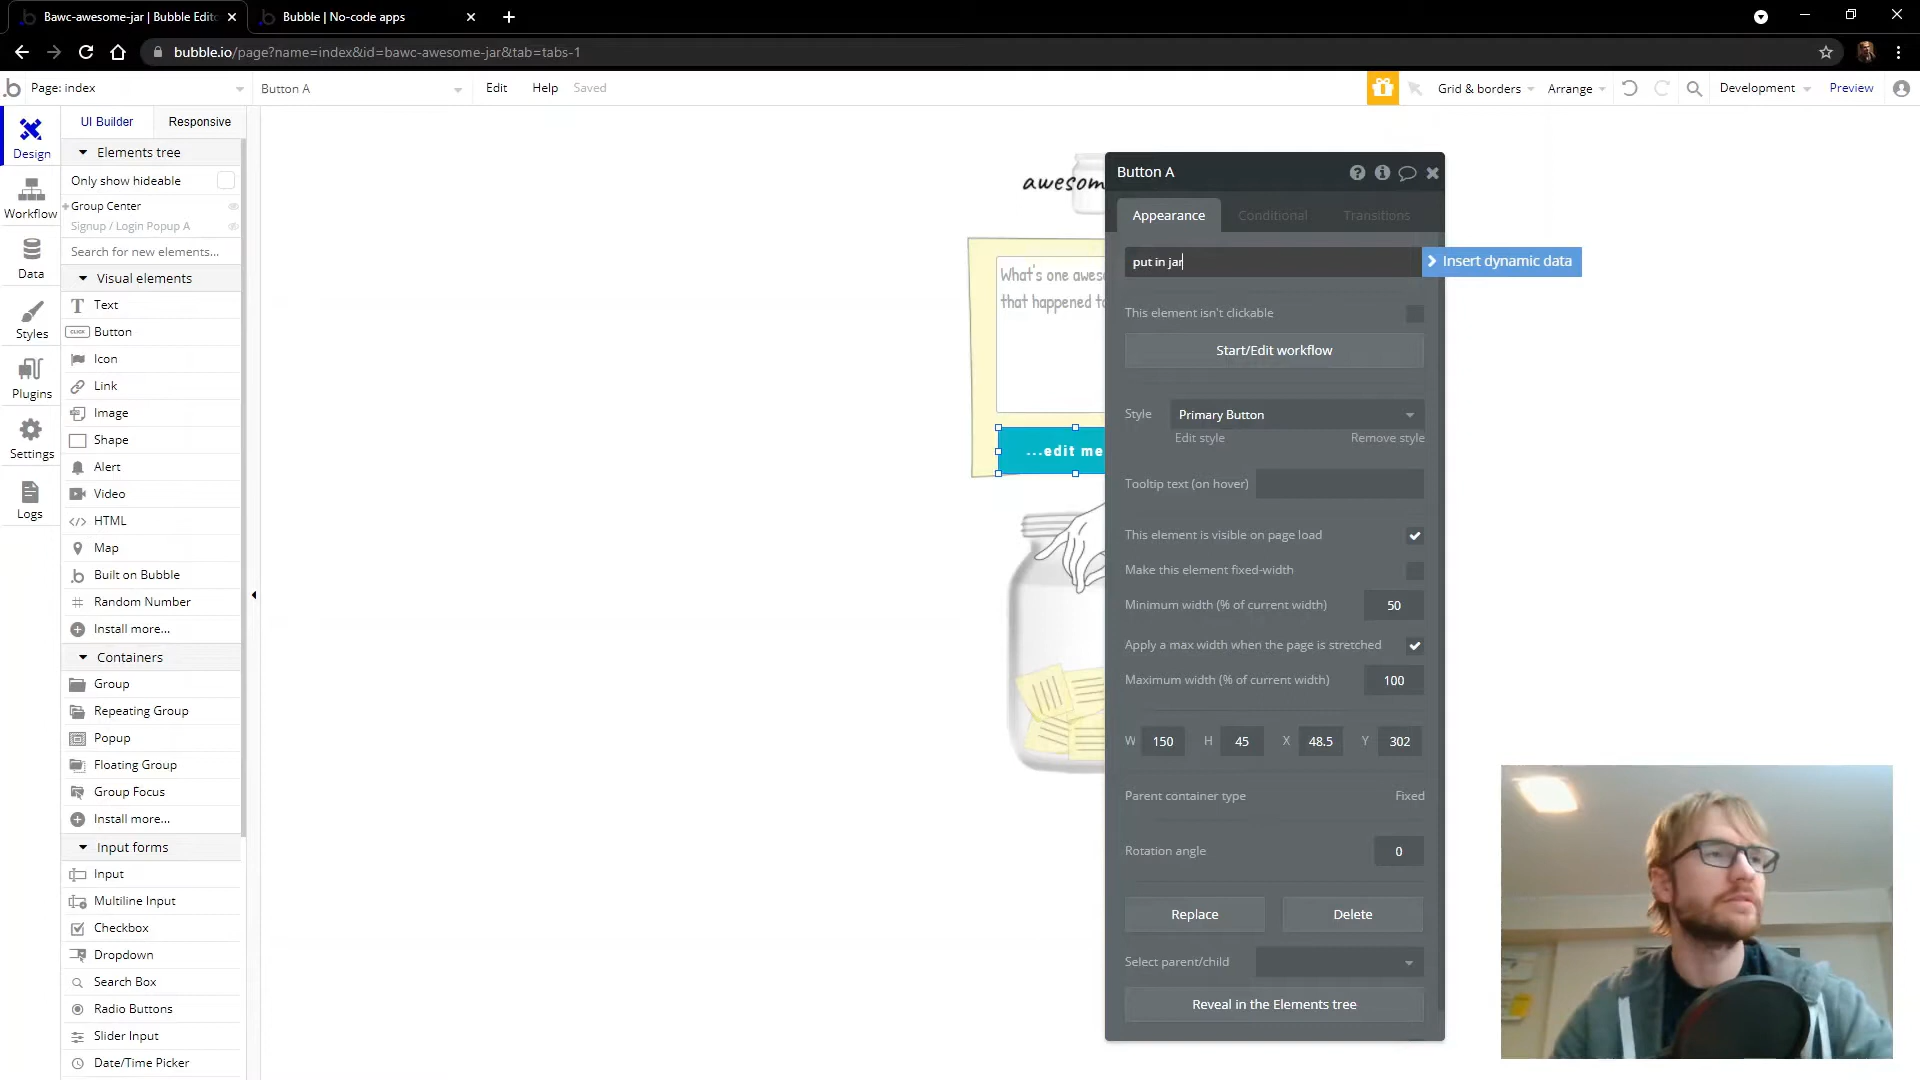 Bawc-awesome-jar | Bubble Edit
Bubble | No-code apps
bubble.io/page?name=index&id=bawc-awesome-jar&tab=tabs-1
Page: index
Button A
Edit
Help
Saved
Grid & borders
Arrange
Development
Preview
Design
Workflow
Data
Styles
Plugins
Settings
Logs
UI Builder
Responsive
Elements tree
Only show hideable
Group Center
Signup / Login Popup A
Search for new elements...
Visual elements
Text
CLICK Button
Icon
Link
Image
Shape
Alert
Video
</> HTML
Map
Built on Bubble
Random Number
Install more...
Containers
Group
Repeating Group
Popup
Floating Group
Group Focus
Install more...
Input forms
Input
Multiline Input
Checkbox
Dropdown
Search Box
Radio Buttons
Slider Input
Date/Time Picker
awesom
What's one awes
that happened to
...edit me
Button A
Appearance
Conditional
Transitions
put in jar
Insert dynamic data
This element isn't clickable
Start/Edit workflow
Style
Primary Button
Edit style
Remove style
Tooltip text (on hover)
This element is visible on page load
Make this element fixed-width
Minimum width (% of current width)
50
Apply a max width when the page is stretched
Maximum width (% of current width)
100
W 150 H 45 X 48.5 Y 302
Parent container type
Fixed
Rotation angle
0
Replace
Delete
Select parent/child
Reveal in the Elements tree